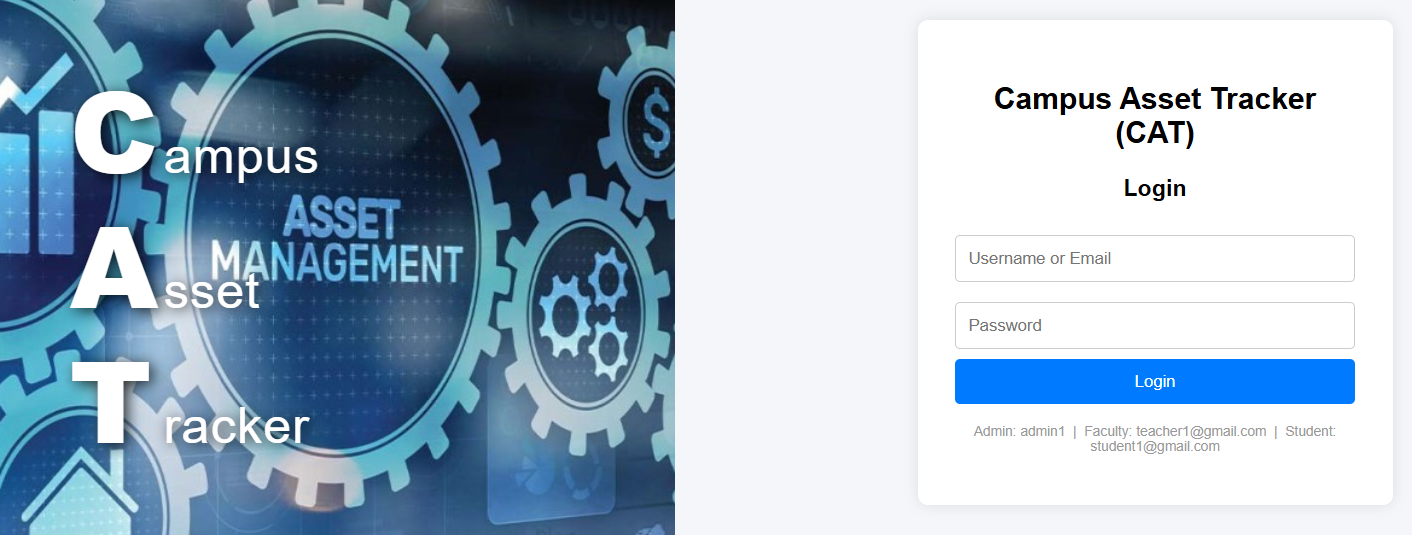 Campus
ASSET
MANAGEMENT
Asset
Tracker
$
Campus Asset Tracker
(CAT)
Login
Username or Email
Password
Login
Admin: admin1 | Faculty: teacher1@gmail.com | Student:
student1@gmail.com